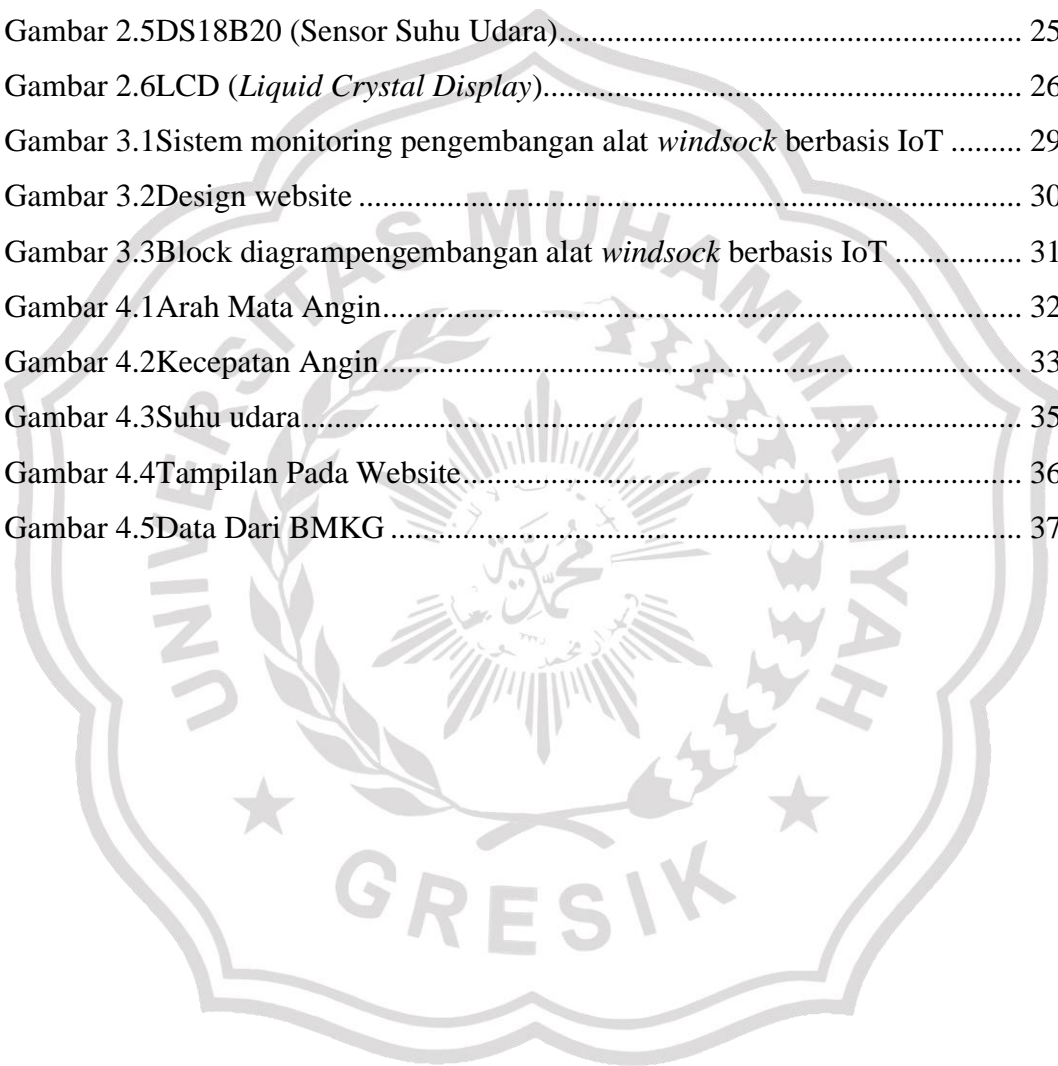 Gambar 2.5DS18B20 (Sensor Suhu Udara)............................................................................ 25
Gambar 2.6LCD (Liquid Crystal Display)............................................................................... 26
Gambar 3.1Sistem monitoring pengembangan alat windsock berbasis IoT ......... 29
Gambar 3.2Design website ............................................................................................... 30
Gambar 3.3Block diagrampengembangan alat windsock berbasis IoT ................ 31
Gambar 4.1Arah Mata Angin............................................................................................ 32
Gambar 4.2Kecepatan Angin............................................................................................ 33
Gambar 4.3Suhu udara...................................................................................................... 35
Gambar 4.4Tampilan Pada Website................................................................................ 36
Gambar 4.5Data Dari BMKG ........................................................................................... 37
UNIVERSITAS MUHAMMADIYAH
GRESIK